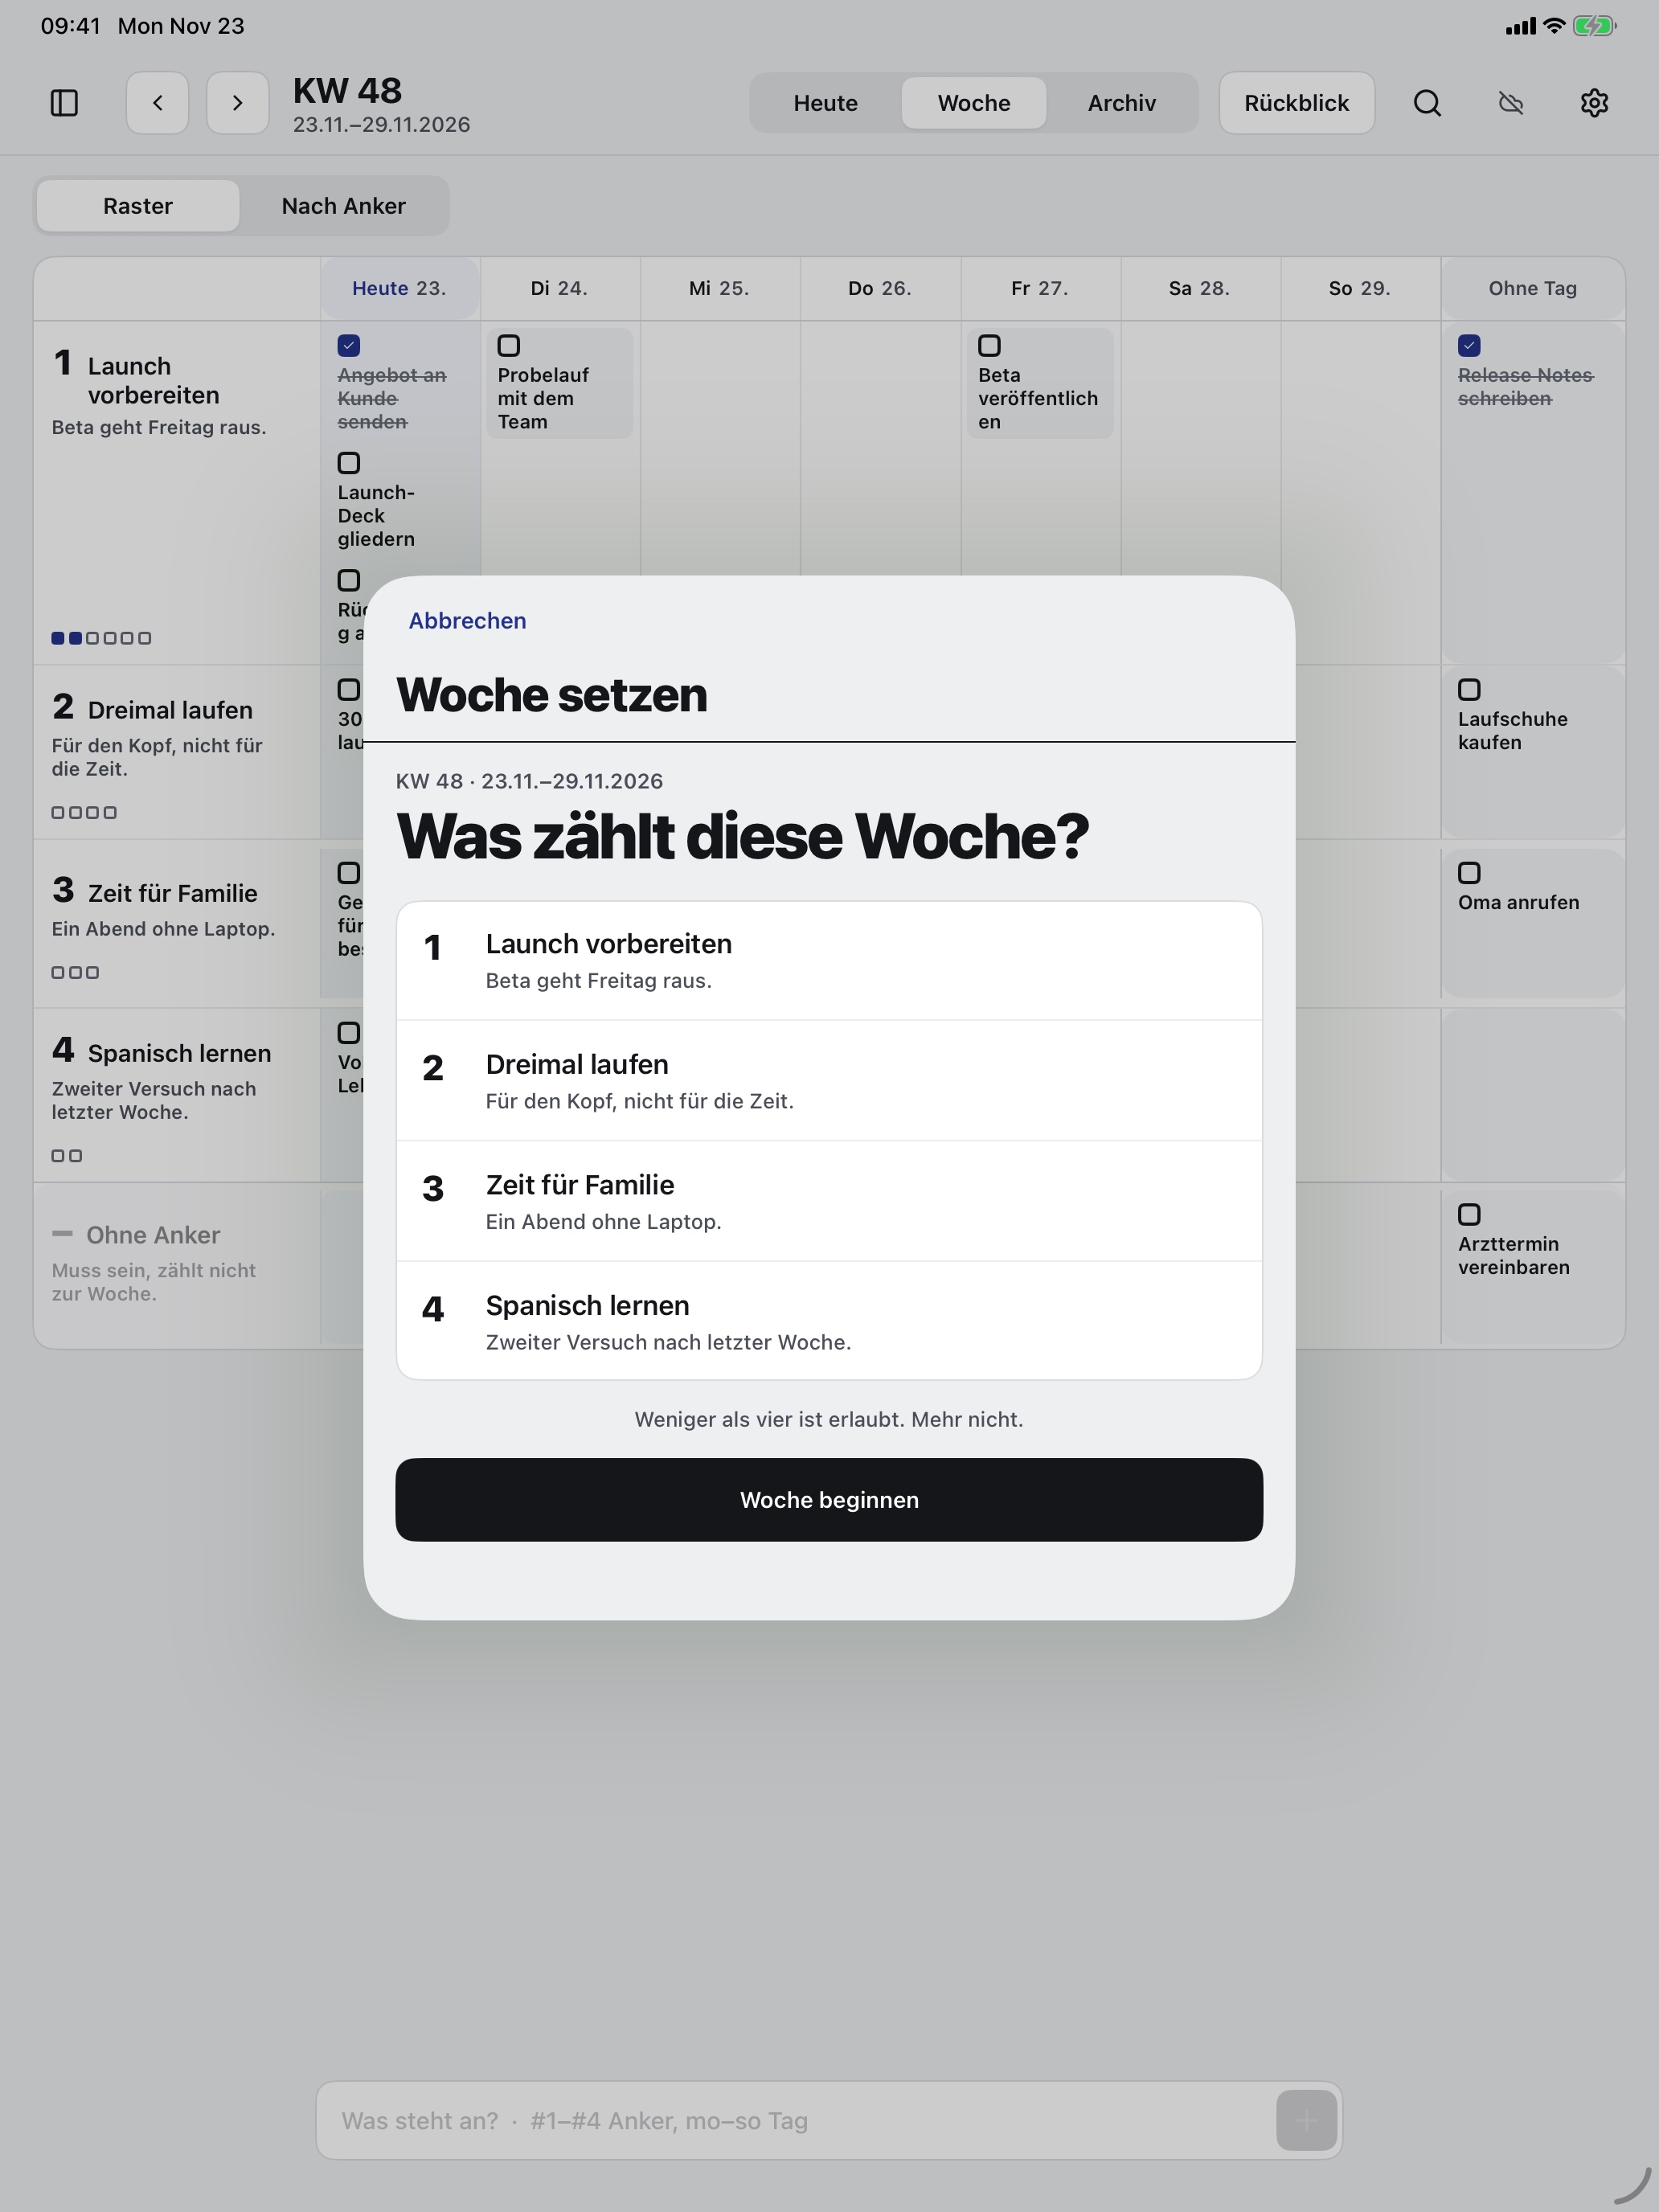 09:41 Mon Nov 23
KW 48
23.11.–29.11.2026
Heute
Woche
Archiv
Rückblick
Raster
Nach Anker
Heute 23.
Di 24.
Mi 25.
Do 26.
Fr 27.
Sa 28.
So 29.
Ohne Tag
1 Launch
vorbereiten
Beta geht Freitag raus.
Angebot an
Kunde
senden
Launch-
Deck
gliedern
Probelauf
mit dem
Team
Beta
veröffentlich
en
Release Notes
schreiben
2 Dreimal laufen
Für den Kopf, nicht für
die Zeit.
30
Laufschuhe
kaufen
3 Zeit für Familie
Ein Abend ohne Laptop.
Oma anrufen
4 Spanisch lernen
Zweiter Versuch nach
letzter Woche.
Ohne Anker
Muss sein, zählt nicht
zur Woche.
Arzttermin
vereinbaren
Abbrechen
Woche setzen
KW 48 · 23.11.–29.11.2026
Was zählt diese Woche?
1 Launch vorbereiten
Beta geht Freitag raus.
2 Dreimal laufen
Für den Kopf, nicht für die Zeit.
3 Zeit für Familie
Ein Abend ohne Laptop.
4 Spanisch lernen
Zweiter Versuch nach letzter Woche.
Weniger als vier ist erlaubt. Mehr nicht.
Woche beginnen
Was steht an? · #1–#4 Anker, mo–so Tag